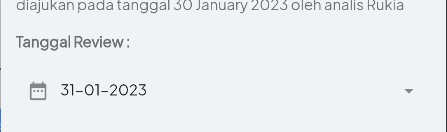 diajukan pada tanggal 30 January 2023 oleh analis Rukia
Tanggal Review :
31-01-2023